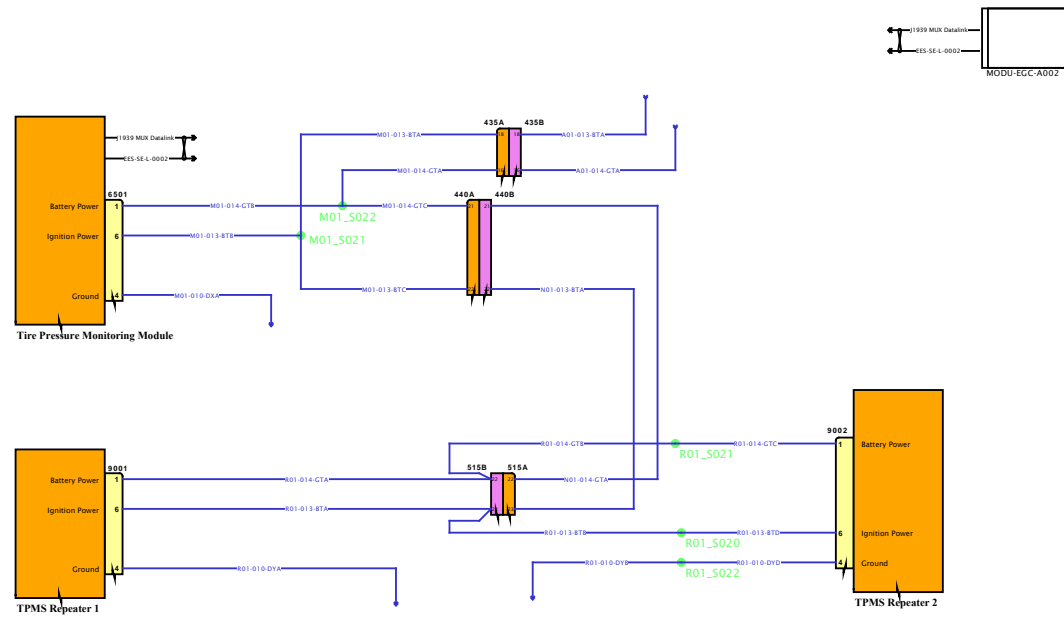 J1939 MUX Datalink
EES-SE-L-0002
MODU-EGC-A002
435A 435B
J1939 MUX Datalink
M01-013-BTA 18 18 A01-013-BTA
EES-SE-L-0002
M01-014-GTA A01-014-GTA
6501 440A 440B
Battery Power 1 M01-014-GTB M01-014-GTC 21 21
M01_S022
Ignition Power 6 M01-013-BTB M01_S021
Ground 4 M01-010-DXA M01-013-BTC N01-013-BTA
Tire Pressure Monitoring Module
9002
R01-014-GTB R01-014-GTC 1 Battery Power
R01_S021
9001 515B 515A
Battery Power 1 R01-014-GTA 22 22 N01-014-GTA
Ignition Power 6 R01-013-BTA
R01-013-BTB R01-013-BTD 6 Ignition Power
R01_S020
R01-010-DYB R01-010-DYD 4 Ground
Ground 4 R01-010-DYA R01_S022
TPMS Repeater 1
TPMS Repeater 2